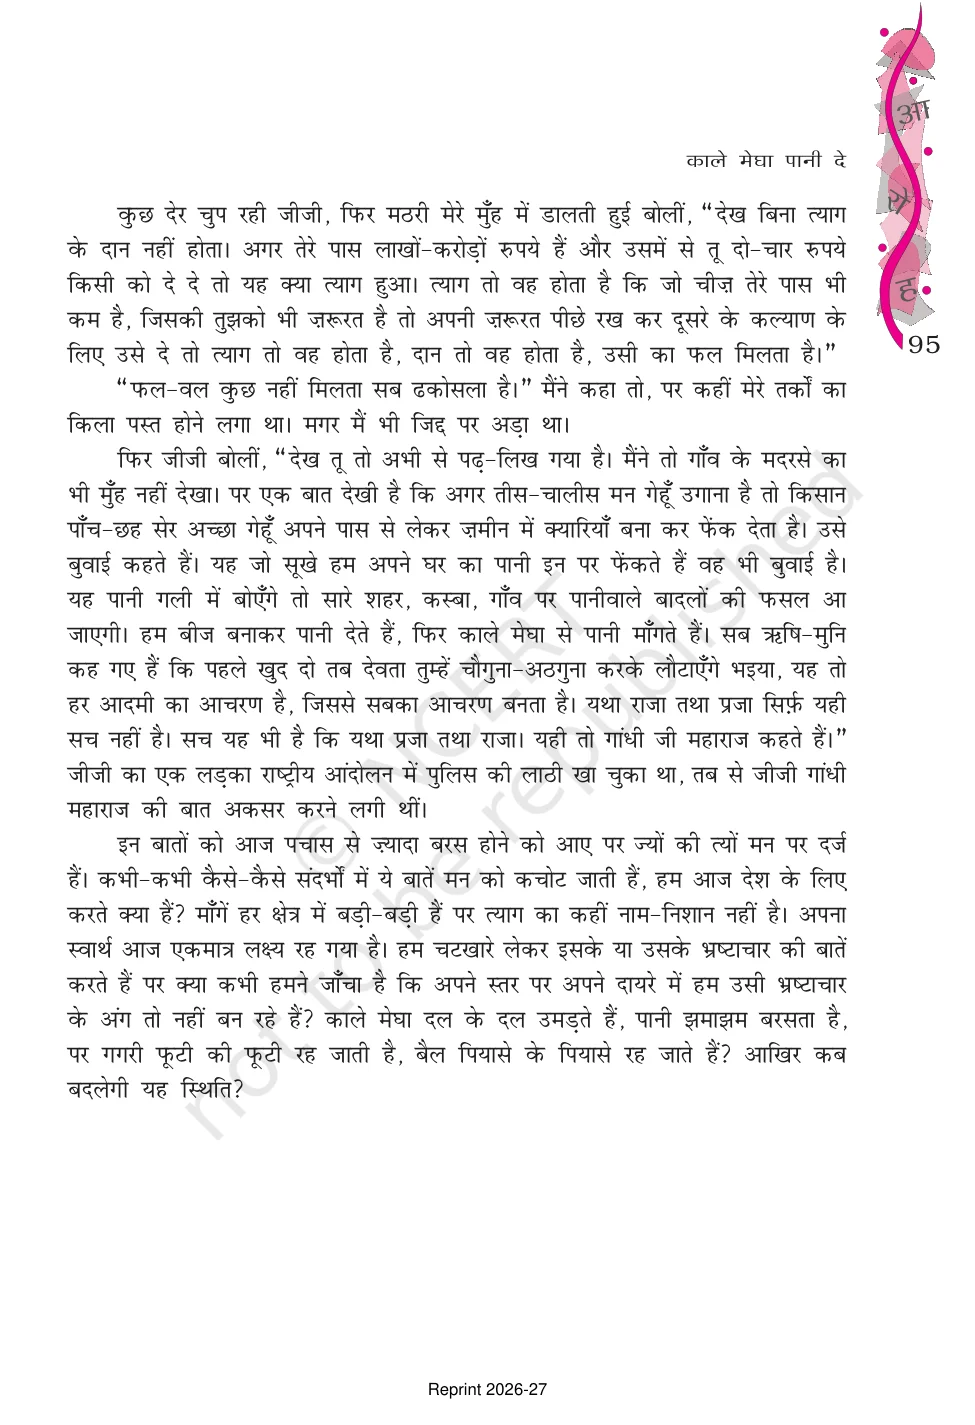 काले मेघा पानी दे
कुछ देर चुप रही जीजी, फिर मठरी मेरे मुँह में डालती हुई बोलीं, “देख बिना त्याग
के दान नहीं होता। अगर तेरे पास लाखों-करोड़ों रुपये हैं और उसमें से तू दो-चार रुपये
किसी को दे दे तो यह क्या त्याग हुआ। त्याग तो वह होता है कि जो चीज़ तेरे पास भी
कम है, जिसकी तुझको भी ज़रूरत है तो अपनी ज़रूरत पीछे रख कर दूसरे के कल्याण के
लिए उसे दे तो त्याग तो वह होता है, दान तो वह होता है, उसी का फल मिलता है।”
“फल-वल कुछ नहीं मिलता सब ढकोसला है।” मैंने कहा तो, पर कहीं मेरे तर्कों का
किला पस्त होने लगा था। मगर मैं भी जिद्द पर अड़ा था।
फिर जीजी बोलीं, “देख तू तो अभी से पढ़-लिख गया है। मैंने तो गाँव के मदरसे का
भी मुँह नहीं देखा। पर एक बात देखी है कि अगर तीस-चालीस मन गेहूँ उगाना है तो किसान
पाँच-छह सेर अच्छा गेहूँ अपने पास से लेकर ज़मीन में क्यारियाँ बना कर फेंक देता है। उसे
बुवाई कहते हैं। यह जो सूखे हम अपने घर का पानी इन पर फेंकते हैं वह भी बुवाई है।
यह पानी गली में बोएँगे तो सारे शहर, कस्बा, गाँव पर पानीवाले बादलों की फसल आ
जाएगी। हम बीज बनाकर पानी देते हैं, फिर काले मेघा से पानी माँगते हैं। सब ऋषि-मुनि
कह गए हैं कि पहले खुद दो तब देवता तुम्हें चौगुना-अठगुना करके लौटाएँगे भइया, यह तो
हर आदमी का आचरण है, जिससे सबका आचरण बनता है। यथा राजा तथा प्रजा सिर्फ़ यही
सच नहीं है। सच यह भी है कि यथा प्रजा तथा राजा। यही तो गांधी जी महाराज कहते हैं।”
जीजी का एक लड़का राष्ट्रीय आंदोलन में पुलिस की लाठी खा चुका था, तब से जीजी गांधी
महाराज की बात अकसर करने लगी थीं।
इन बातों को आज पचास से ज़्यादा बरस होने को आए पर ज्यों की त्यों मन पर दर्ज
हैं। कभी-कभी कैसे-कैसे संदर्भों में ये बातें मन को कचोट जाती हैं, हम आज देश के लिए
करते क्या हैं? माँगें हर क्षेत्र में बड़ी-बड़ी हैं पर त्याग का कहीं नाम-निशान नहीं है। अपना
स्वार्थ आज एकमात्र लक्ष्य रह गया है। हम चटखारे लेकर इसके या उसके भ्रष्टाचार की बातें
करते हैं पर क्या कभी हमने जाँचा है कि अपने स्तर पर अपने दायरे में हम उसी भ्रष्टाचार
के अंग तो नहीं बन रहे हैं? काले मेघा दल के दल उमड़ते हैं, पानी झमाझम बरसता है,
पर गगरी फूटी की फूटी रह जाती है, बैल पियासे के पियासे रह जाते हैं? आखिर कब
बदलेगी यह स्थिति?
आ
रो
ह
95
© NCERT
not to be republished
Reprint 2026-27